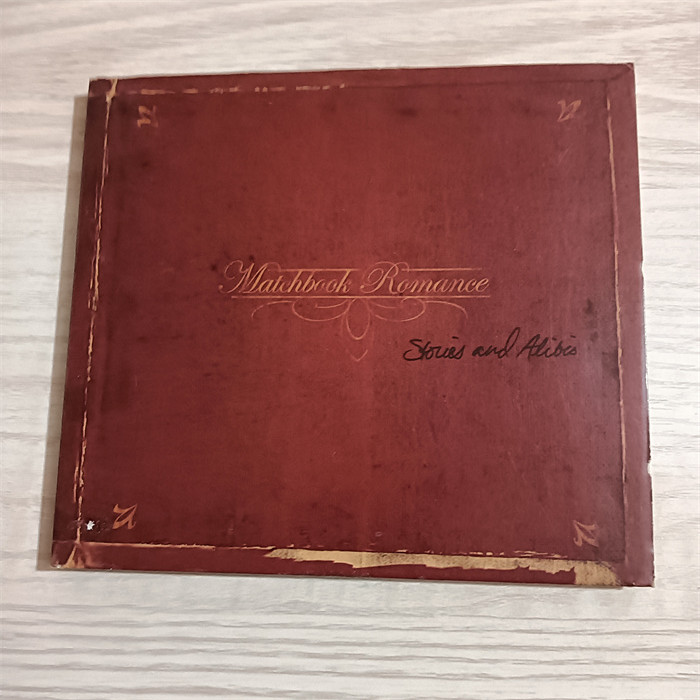 Matchbook Romance
Stories and Alibis